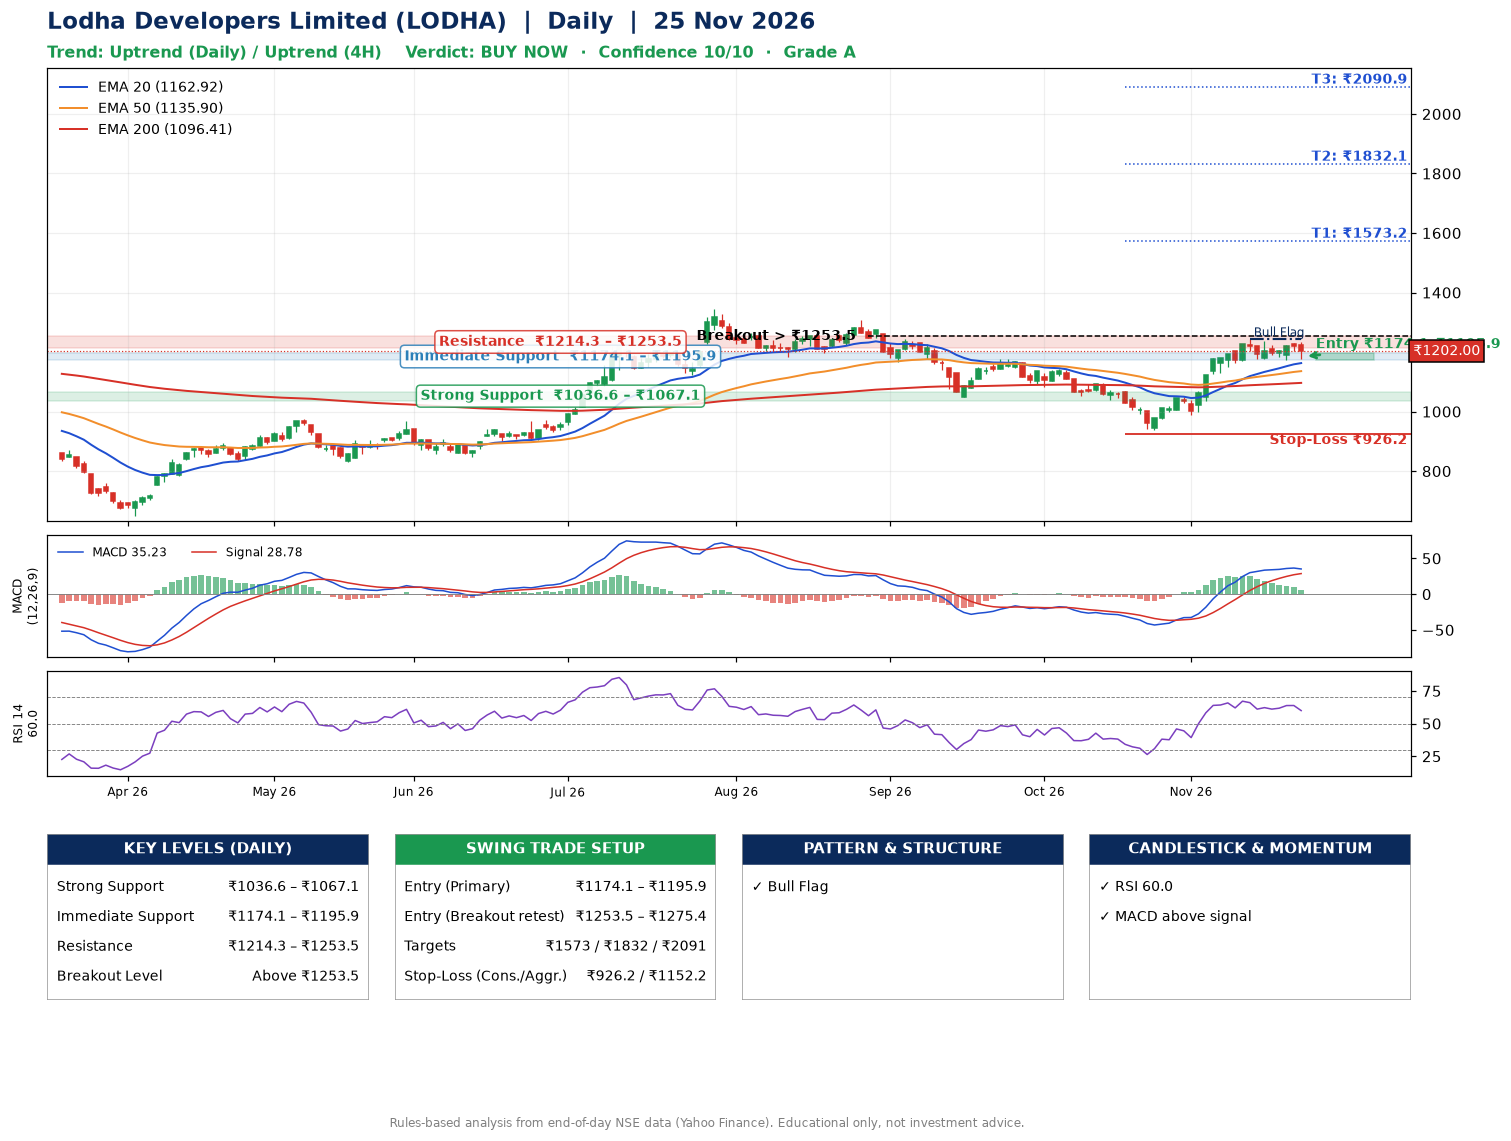 Lodha Developers Limited (LODHA) | Daily | 25 Nov 2026
Trend: Uptrend (Daily) / Uptrend (4H) Verdict: BUY NOW · Confidence 10/10 · Grade A
EMA 20 (1162.92)
EMA 50 (1135.90)
EMA 200 (1096.41)
T3: ₹2090.9
2000
T2: ₹1832.1
1800
T1: ₹1573.2
1600
1400
Bull Flag
Breakout > ₹1253.5
Resistance ₹1214.3 – ₹1253.5
Entry ₹1174
.9
₹1202.00
Immediate Support ₹1174.1 – ₹1195.9
Strong Support ₹1036.6 – ₹1067.1
1000
Stop-Loss ₹926.2
800
MACD 35.23
Signal 28.78
MACD
(12,26,9)
50
0
−50
RSI 14
60.0
75
50
25
Apr 26
May 26
Jun 26
Jul 26
Aug 26
Sep 26
Oct 26
Nov 26
KEY LEVELS (DAILY)
Strong Support ₹1036.6 – ₹1067.1
Immediate Support ₹1174.1 – ₹1195.9
Resistance ₹1214.3 – ₹1253.5
Breakout Level Above ₹1253.5
SWING TRADE SETUP
Entry (Primary) ₹1174.1 – ₹1195.9
Entry (Breakout retest) ₹1253.5 – ₹1275.4
Targets ₹1573 / ₹1832 / ₹2091
Stop-Loss (Cons./Aggr.) ₹926.2 / ₹1152.2
PATTERN & STRUCTURE
✓ Bull Flag
CANDLESTICK & MOMENTUM
✓ RSI 60.0
✓ MACD above signal
Rules-based analysis from end-of-day NSE data (Yahoo Finance). Educational only, not investment advice.